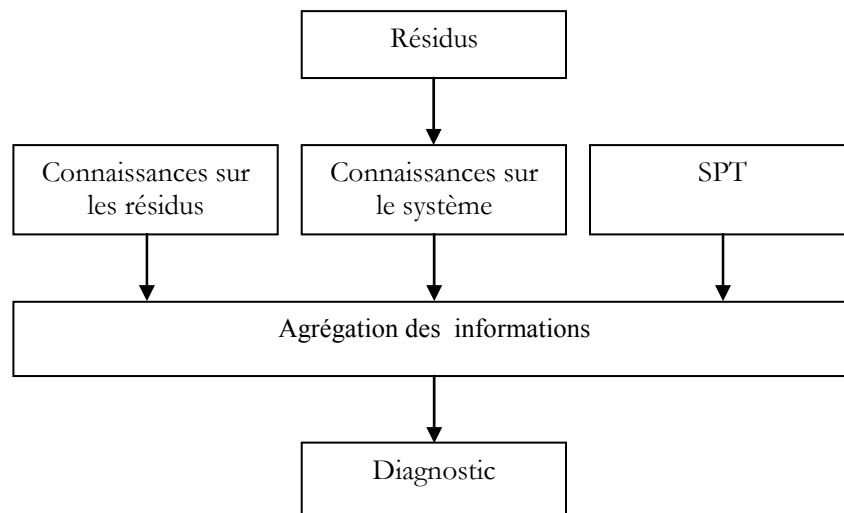 Résidus
Connaissances sur
les résidus
Connaissances sur
le système
SPT
Agrégation des informations
Diagnostic